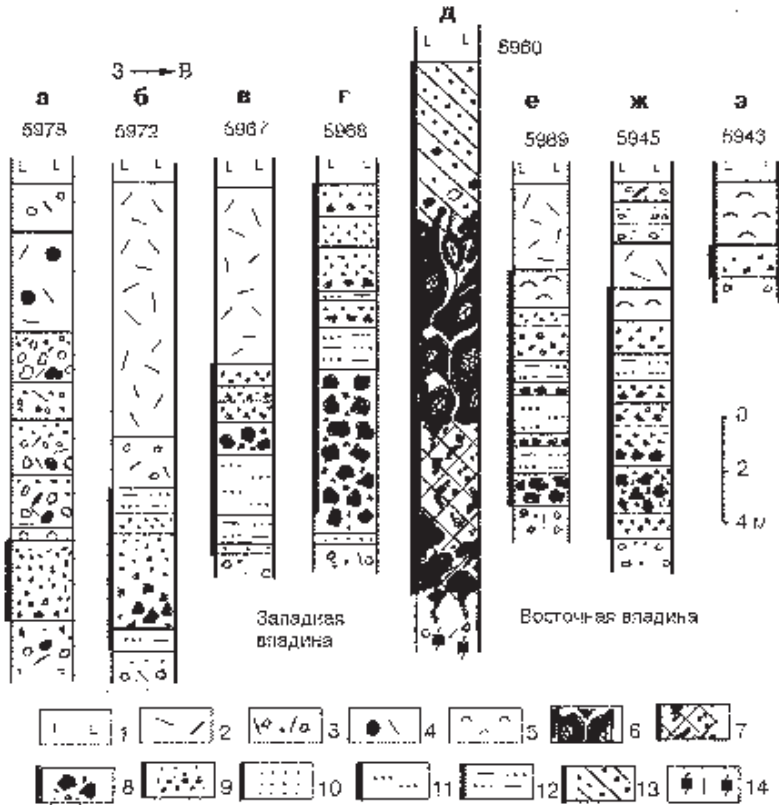 д
5960
З В
а б в г е ж з
5973 5972 5967 5968 5969 5945 5943
0
2
4 м
Западная
впадина
Восточная впадина
1 2 3 4 5 6 7
8 9 10 11 12 13 14